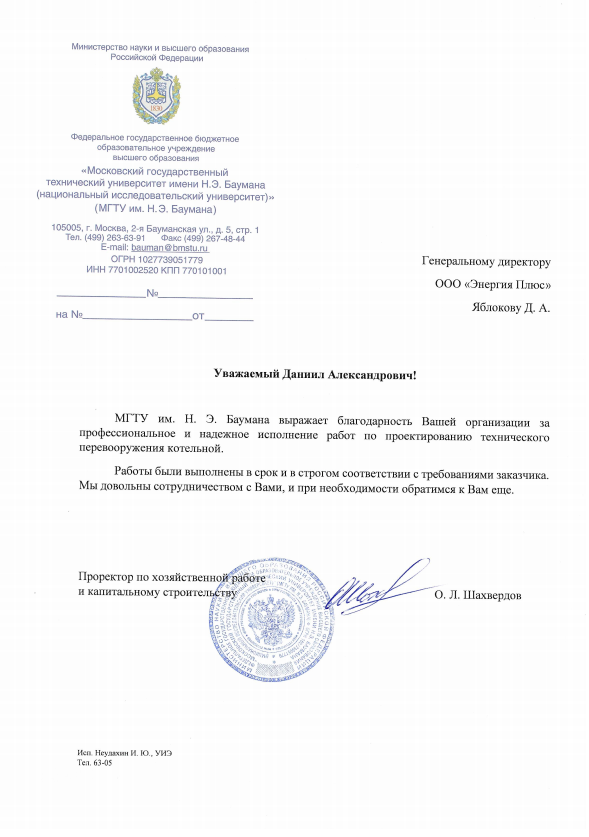 Министерство науки и высшего образования
Российской Федерации
1830
Федеральное государственное бюджетное
образовательное учреждение
высшего образования
«Московский государственный
технический университет имени Н.Э. Баумана
(национальный исследовательский университет)»
(МГТУ им. Н.Э. Баумана)
105005, г. Москва, 2-я Бауманская ул., д. 5, стр. 1
Тел. (499) 263-63-91 Факс (499) 267-48-44
E-mail: bauman@bmstu.ru
ОГРН 1027739051779
ИНН 7701002520 КПП 770101001
_______________№________________
на №___________________от________
Генеральному директору
ООО «Энергия Плюс»
Яблокову Д. А.
Уважаемый Даниил Александрович!
МГТУ им. Н. Э. Баумана выражает благодарность Вашей организации за
профессиональное и надежное исполнение работ по проектированию технического
перевооружения котельной.
Работы были выполнены в срок и в строгом соответствии с требованиями заказчика.
Мы довольны сотрудничеством с Вами, и при необходимости обратимся к Вам еще.
Проректор по хозяйственной работе
и капитальному строительству
О. Л. Шахвердов
Исп. Неудахин И. Ю., УИЭ
Тел. 63-05